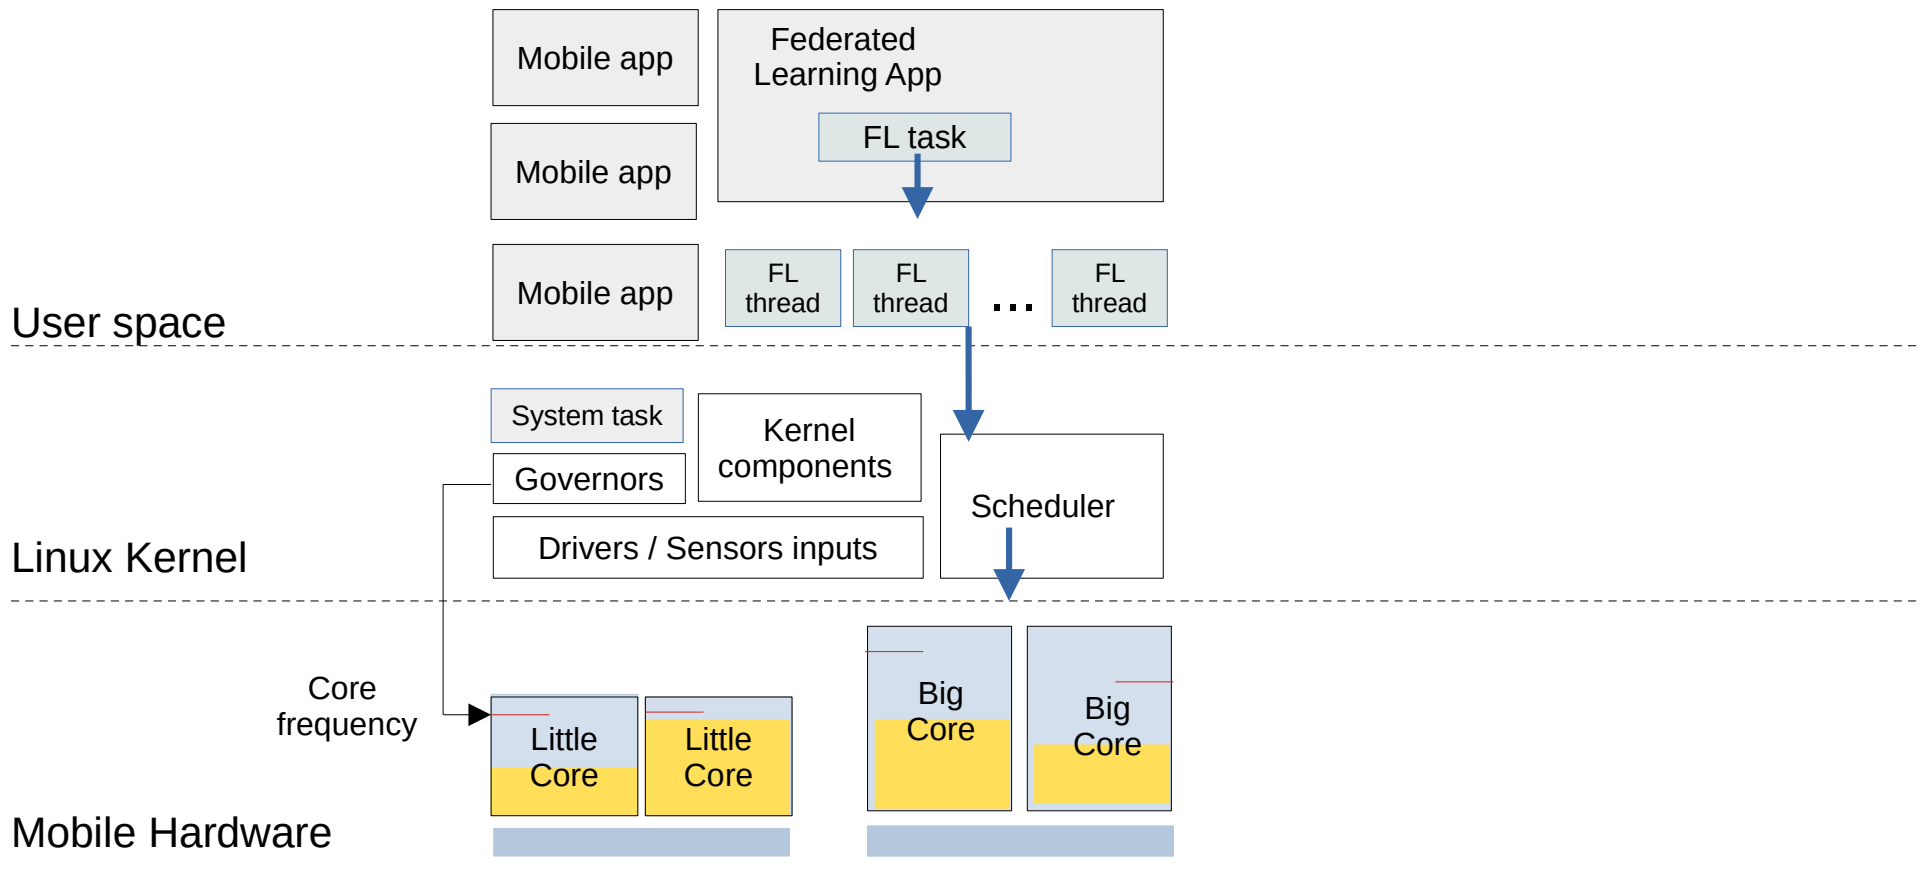 Mobile app
Federated
Learning App
FL task
Mobile app
Mobile app
FL
thread
FL
thread
...
FL
thread
User space
System task
Kernel
components
Governors
Scheduler
Drivers / Sensors inputs
Linux Kernel
Core
frequency
Little
Core
Little
Core
Big
Core
Big
Core
Mobile Hardware